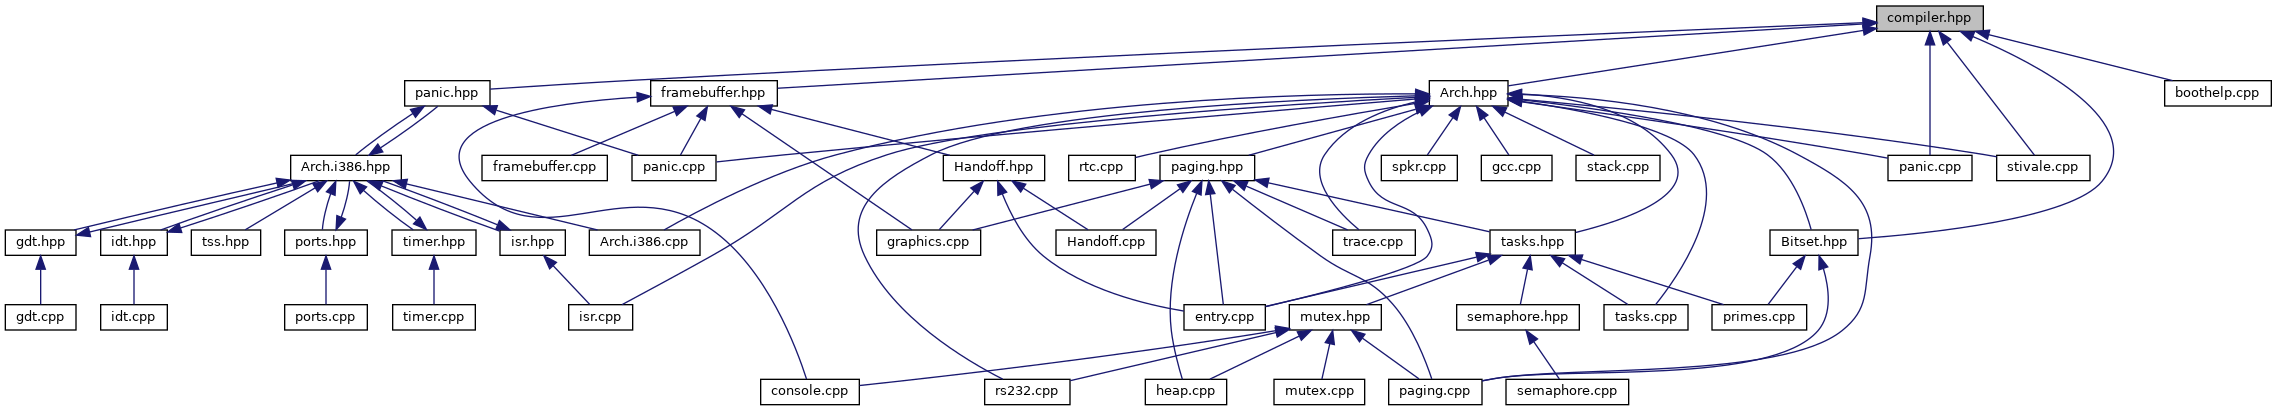 compiler.hpp
panic.hpp
framebuffer.hpp
Arch.hpp
boothelp.cpp
Arch.i386.hpp
framebuffer.cpp
panic.cpp
Handoff.hpp
rtc.cpp
paging.hpp
spkr.cpp
gcc.cpp
stack.cpp
panic.cpp
stivale.cpp
gdt.hpp
idt.hpp
tss.hpp
ports.hpp
timer.hpp
isr.hpp
Arch.i386.cpp
graphics.cpp
Handoff.cpp
trace.cpp
tasks.hpp
Bitset.hpp
gdt.cpp
idt.cpp
ports.cpp
timer.cpp
isr.cpp
entry.cpp
mutex.hpp
semaphore.hpp
tasks.cpp
primes.cpp
console.cpp
rs232.cpp
heap.cpp
mutex.cpp
paging.cpp
semaphore.cpp